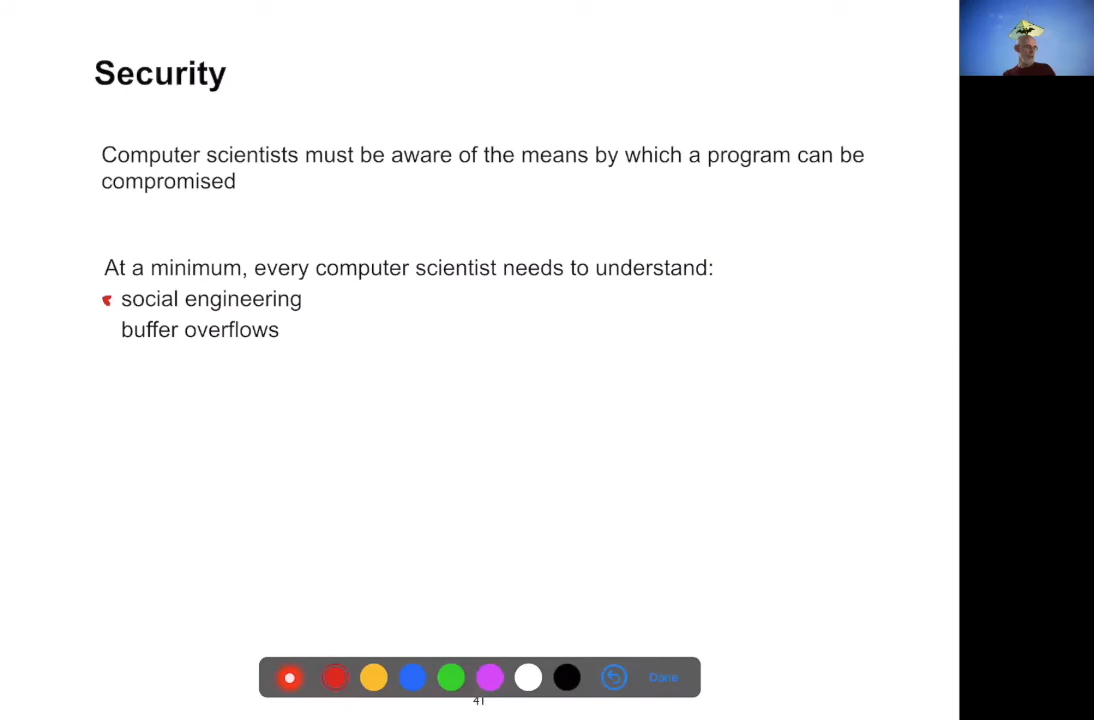 Security
Computer scientists must be aware of the means by which a program can be
compromised
At a minimum, every computer scientist needs to understand:
social engineering
buffer overflows
Done
41